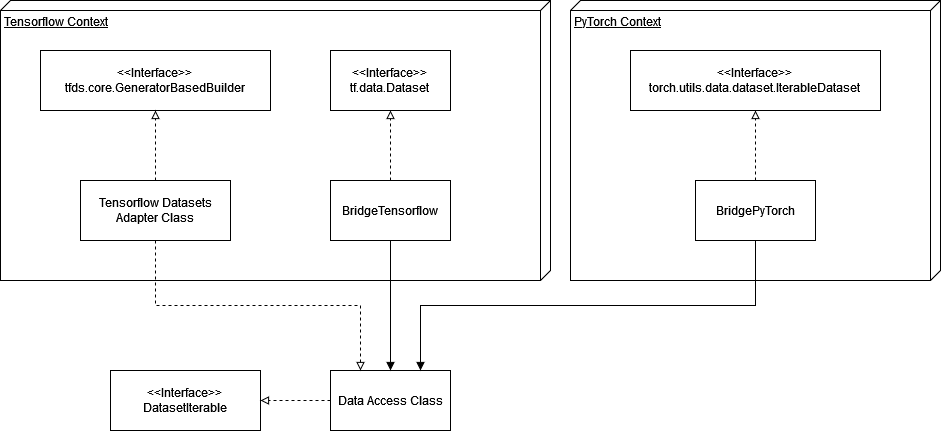 Tensorflow Context
PyTorch Context
<<Interface>>
tfds.core.GeneratorBasedBuilder
<<Interface>>
tf.data.Dataset
<<Interface>>
torch.utils.data.dataset.IterableDataset
Tensorflow Datasets
Adapter Class
BridgeTensorflow
BridgePyTorch
<<Interface>>
DatasetIterable
Data Access Class